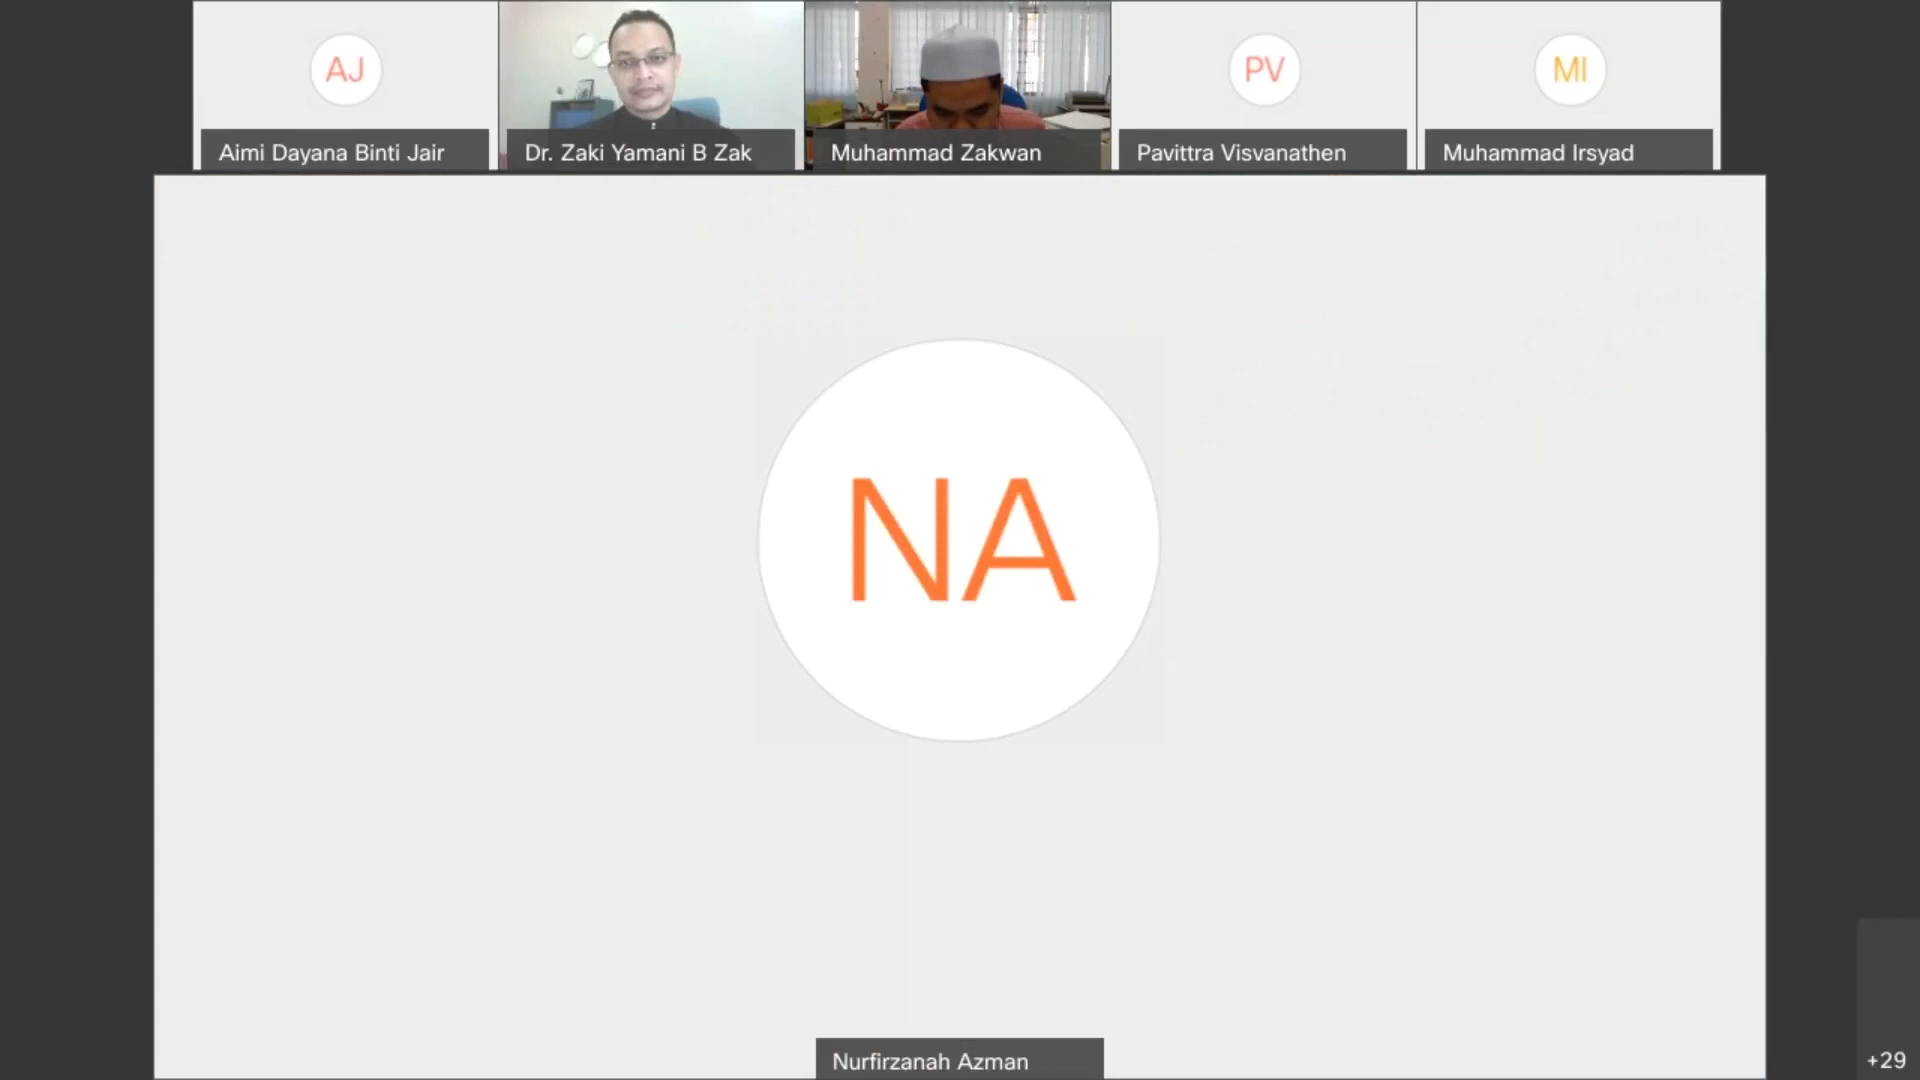 AJ
Aimi Dayana Binti Jair
Dr. Zaki Yamani B Zak
Muhammad Zakwan
PV
Pavittra Visvanathen
MI
Muhammad Irsyad
NA
Nurfirzanah Azman
+29